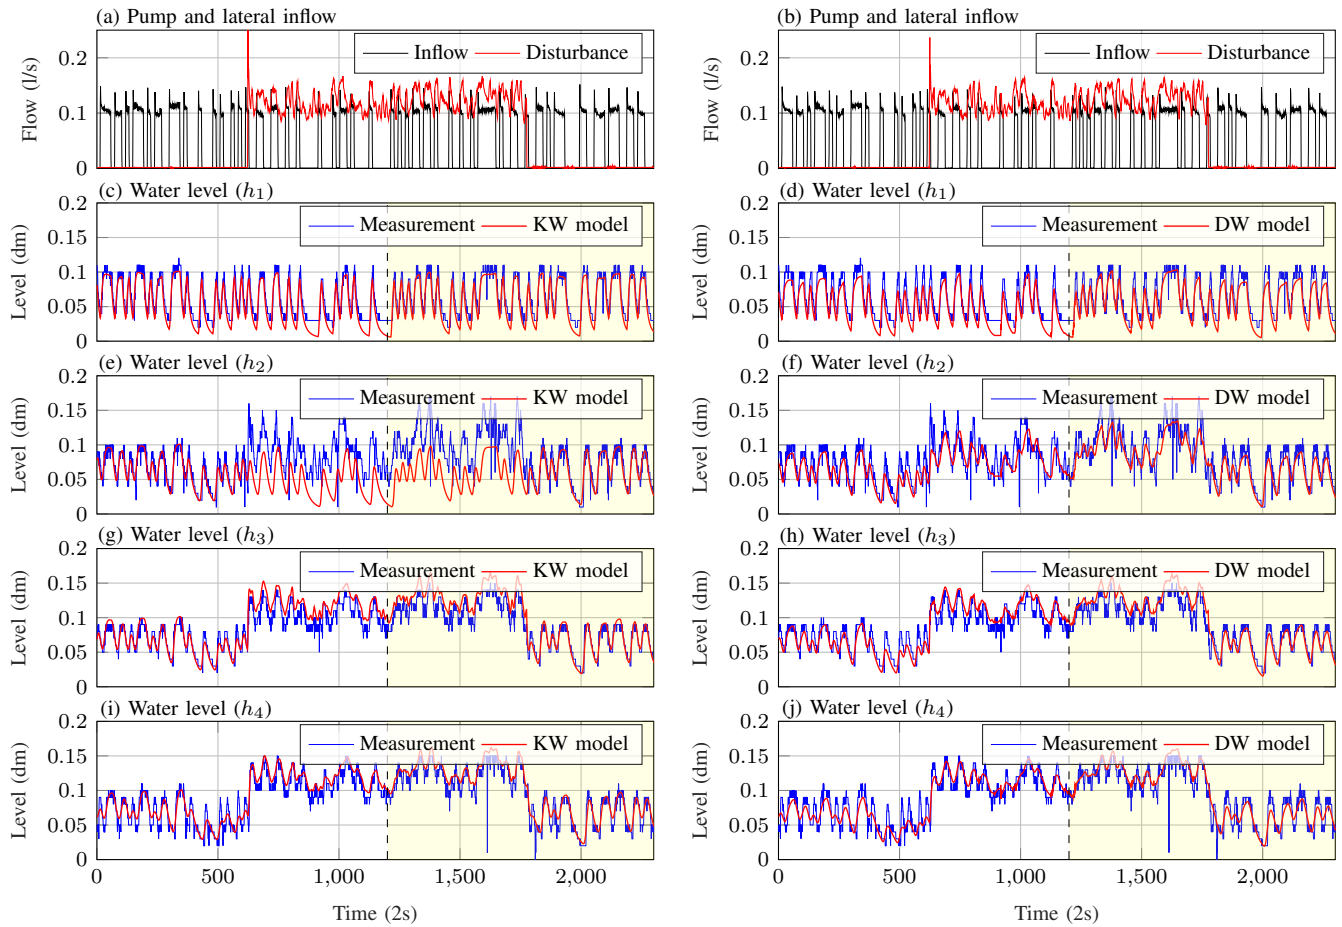 (a) Pump and lateral inflow
Flow (l/s)
0.2
0.1
0
Inflow
Disturbance
(b) Pump and lateral inflow
Flow (l/s)
0.2
0.1
0
Inflow
Disturbance
(c) Water level (h₁)
Level (dm)
0.2
0.15
0.1
0.05
0
Measurement
KW model
(d) Water level (h₁)
Level (dm)
0.2
0.15
0.1
0.05
0
Measurement
DW model
(e) Water level (h₂)
Level (dm)
0.2
0.15
0.1
0.05
0
Measurement
KW model
(f) Water level (h₂)
Level (dm)
0.2
0.15
0.1
0.05
0
Measurement
DW model
(g) Water level (h₃)
Level (dm)
0.2
0.15
0.1
0.05
0
Measurement
KW model
(h) Water level (h₃)
Level (dm)
0.2
0.15
0.1
0.05
0
Measurement
DW model
(i) Water level (h₄)
Level (dm)
0.2
0.15
0.1
0.05
0
Measurement
KW model
0 500 1,000 1,500 2,000
Time (2s)
(j) Water level (h₄)
Level (dm)
0.2
0.15
0.1
0.05
0
Measurement
DW model
0 500 1,000 1,500 2,000
Time (2s)